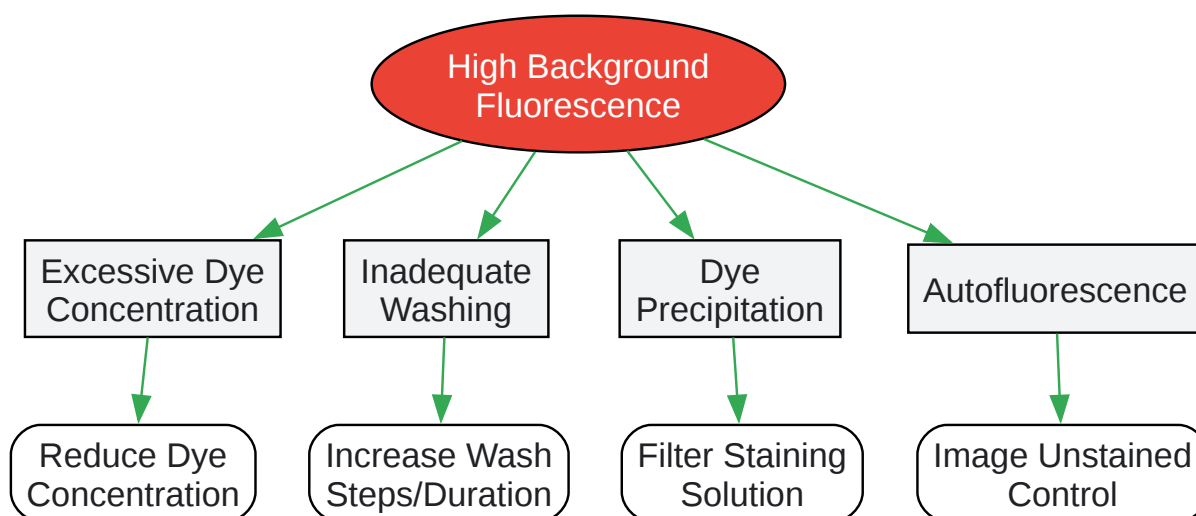 High Background
Fluorescence
Excessive Dye
Concentration
Inadequate
Washing
Dye
Precipitation
Autofluorescence
Reduce Dye
Concentration
Increase Wash
Steps/Duration
Filter Staining
Solution
Image Unstained
Control